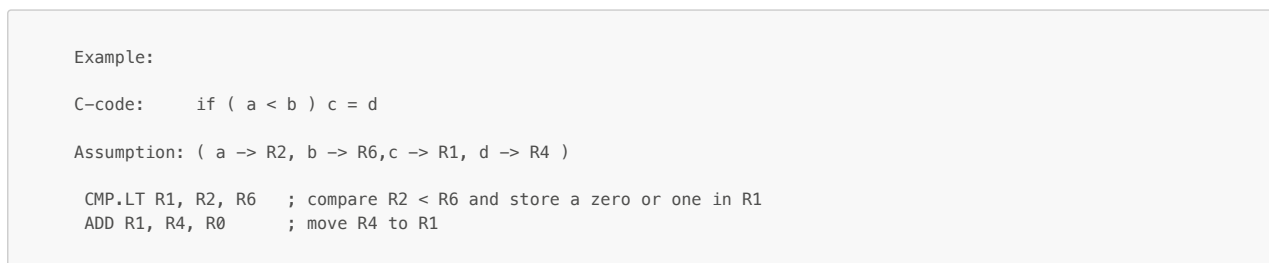 Example:
C-code: if ( a < b ) c = d
Assumption: ( a -> R2, b -> R6,c -> R1, d -> R4 )
CMP.LT R1, R2, R6 ; compare R2 < R6 and store a zero or one in R1
ADD R1, R4, R0 ; move R4 to R1